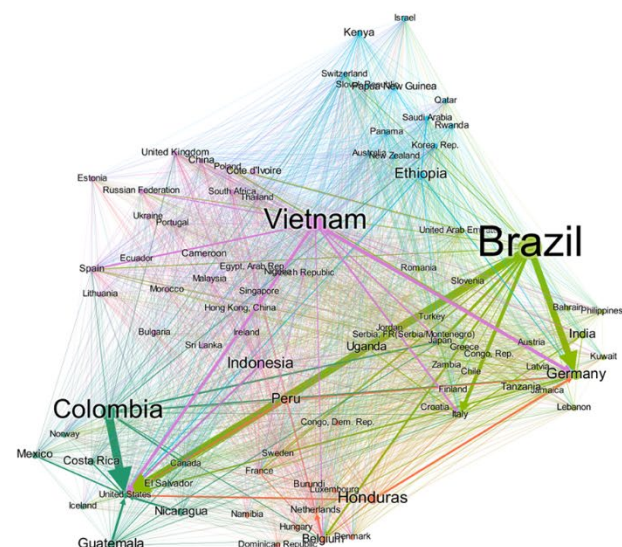 Israel
Kenya
Switzerland
Papua New Guinea
Qatar
Saudi Arabia
Rwanda
Panama
Korea, Rep.
United Kingdom
China
Poland
Australia
New Zealand
Cote d'Ivoire
Ethiopia
Estonia
Russian Federation
South Africa
Thailand
Ukraine
Portugal
Vietnam
United Arab
Brazil
Ecuador
Cameroon
Spain
Egypt, Arab Rep.
Romania
Malaysia
Slovenia
Morocco
Singapore
Lithuania
Hong Kong, China
Bahrain
Philippines
Turkey
Bulgaria
Ireland
Jordan
Serbia, FR(Serbia/Montenegro)
India
Sri Lanka
Uganda
Japan
Greece
Austria
Congo, Rep.
Kuwait
Indonesia
Zambia
Chile
Latvia
Germany
Finland
Tanzania
Jamaica
Peru
Colombia
Croatia
Italy
Lebanon
Congo, Dem. Rep.
Norway
Mexico
Costa Rica
Canada
Sweden
France
El Salvador
Burundi
Luxembourg
United States
Honduras
Iceland
Nicaragua
Netherlands
Namibia
Hungary
Guatemala
Dominican Republic
Belgium
Denmark